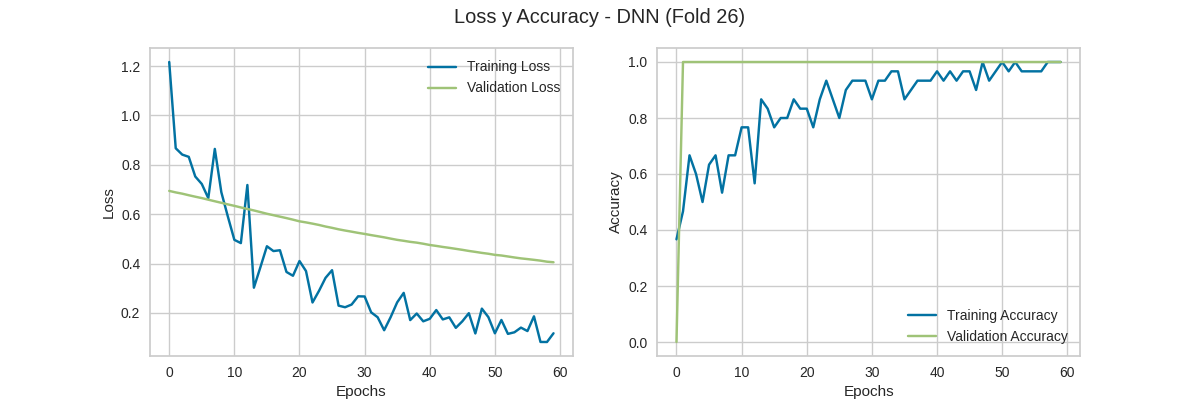 Loss y Accuracy - DNN (Fold 26)
Training Loss
Validation Loss
1.2
1.0
0.8
0.6
0.4
0.2
Loss
0 10 20 30 40 50 60
Epochs
1.0
0.8
0.6
0.4
0.2
0.0
Accuracy
Training Accuracy
Validation Accuracy
0 10 20 30 40 50 60
Epochs